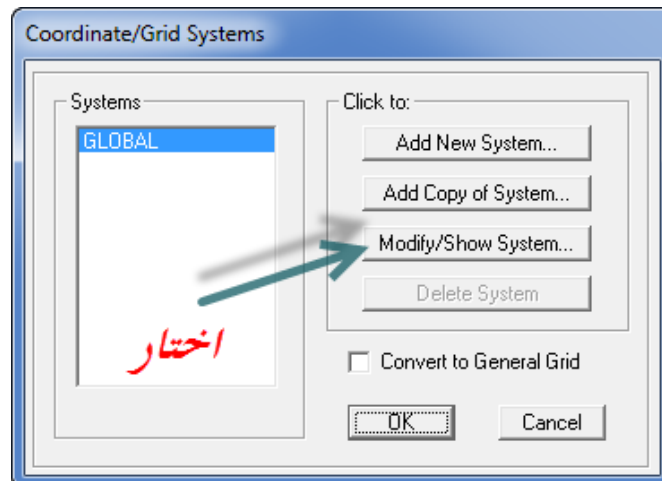 Coordinate/Grid Systems
Systems
GLOBAL
Click to:
Add New System...
Add Copy of System...
Modify/Show System...
Delete System
اختار
Convert to General Grid
OK
Cancel